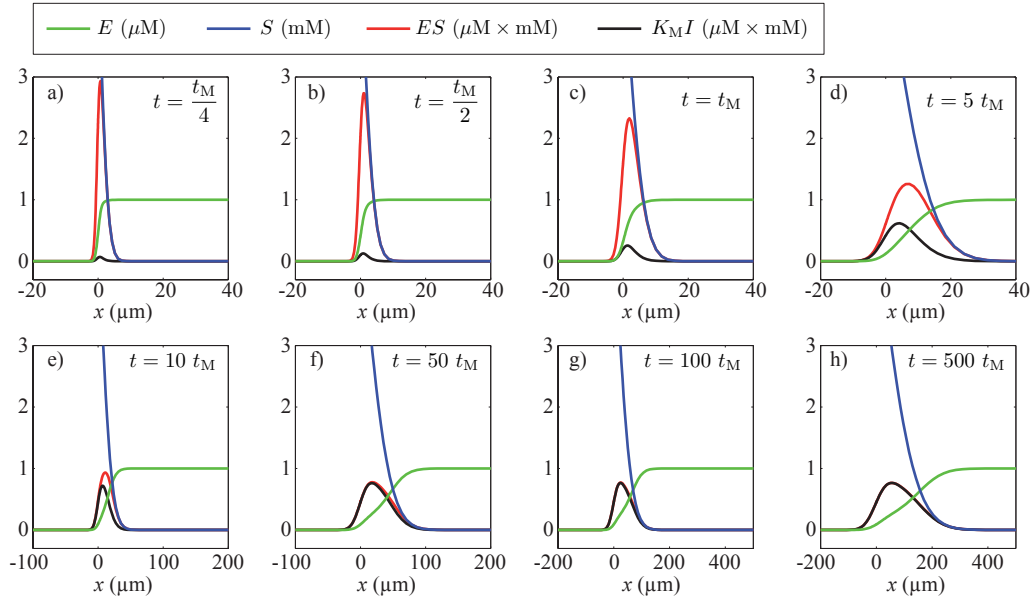 E (μM) S (mM) ES (μM × mM) K_M I (μM × mM)
a) t = t_M/4
b) t = t_M/2
c) t = t_M
d) t = 5 t_M
3 3 3 3
2 2 2 2
1 1 1 1
0 0 0 0
-20 0 20 40 -20 0 20 40 -20 0 20 40 -20 0 20 40
x (μm) x (μm) x (μm) x (μm)
e) t = 10 t_M
f) t = 50 t_M
g) t = 100 t_M
h) t = 500 t_M
3 3 3 3
2 2 2 2
1 1 1 1
0 0 0 0
-100 0 100 200 -100 0 100 200 -200 0 200 400 -200 0 200 400
x (μm) x (μm) x (μm) x (μm)